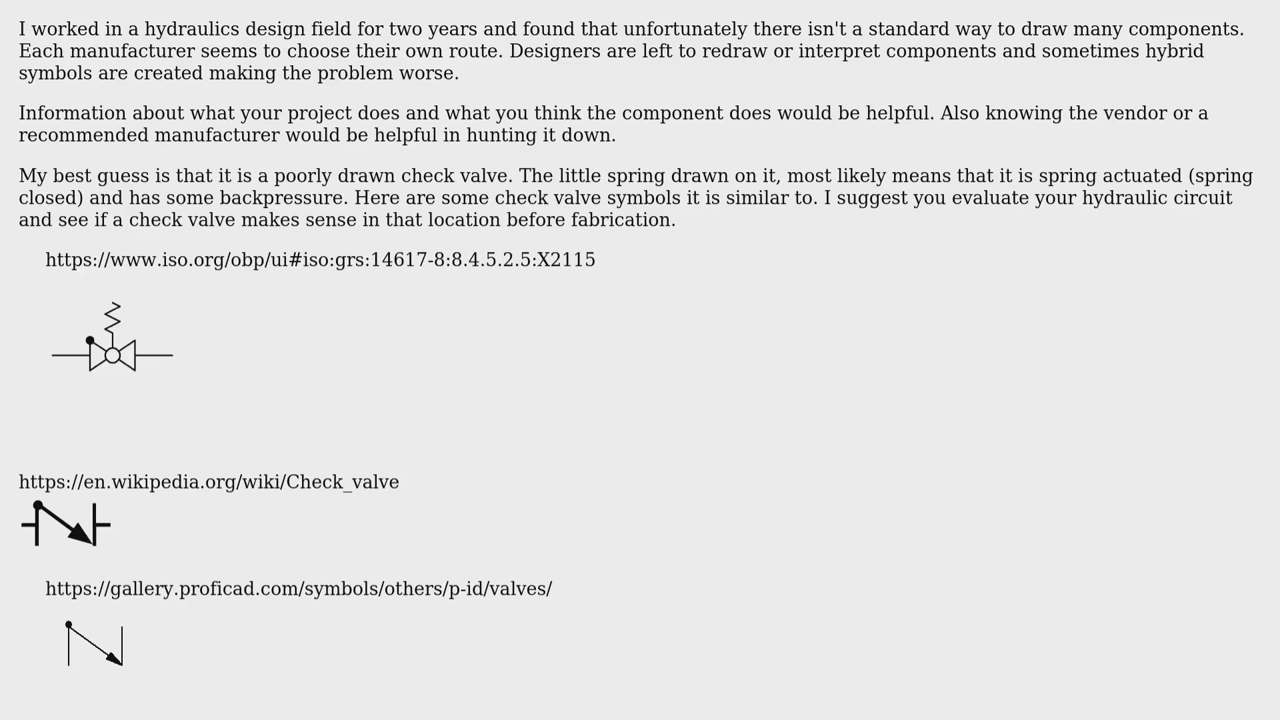 I worked in a hydraulics design field for two years and found that unfortunately there isn't a standard way to draw many components.
Each manufacturer seems to choose their own route. Designers are left to redraw or interpret components and sometimes hybrid
symbols are created making the problem worse.
Information about what your project does and what you think the component does would be helpful. Also knowing the vendor or a
recommended manufacturer would be helpful in hunting it down.
My best guess is that it is a poorly drawn check valve. The little spring drawn on it, most likely means that it is spring actuated (spring
closed) and has some backpressure. Here are some check valve symbols it is similar to. I suggest you evaluate your hydraulic circuit
and see if a check valve makes sense in that location before fabrication.
https://www.iso.org/obp/ui#iso:grs:14617-8:8.4.5.2.5:X2115
https://en.wikipedia.org/wiki/Check_valve
https://gallery.proficad.com/symbols/others/p-id/valves/